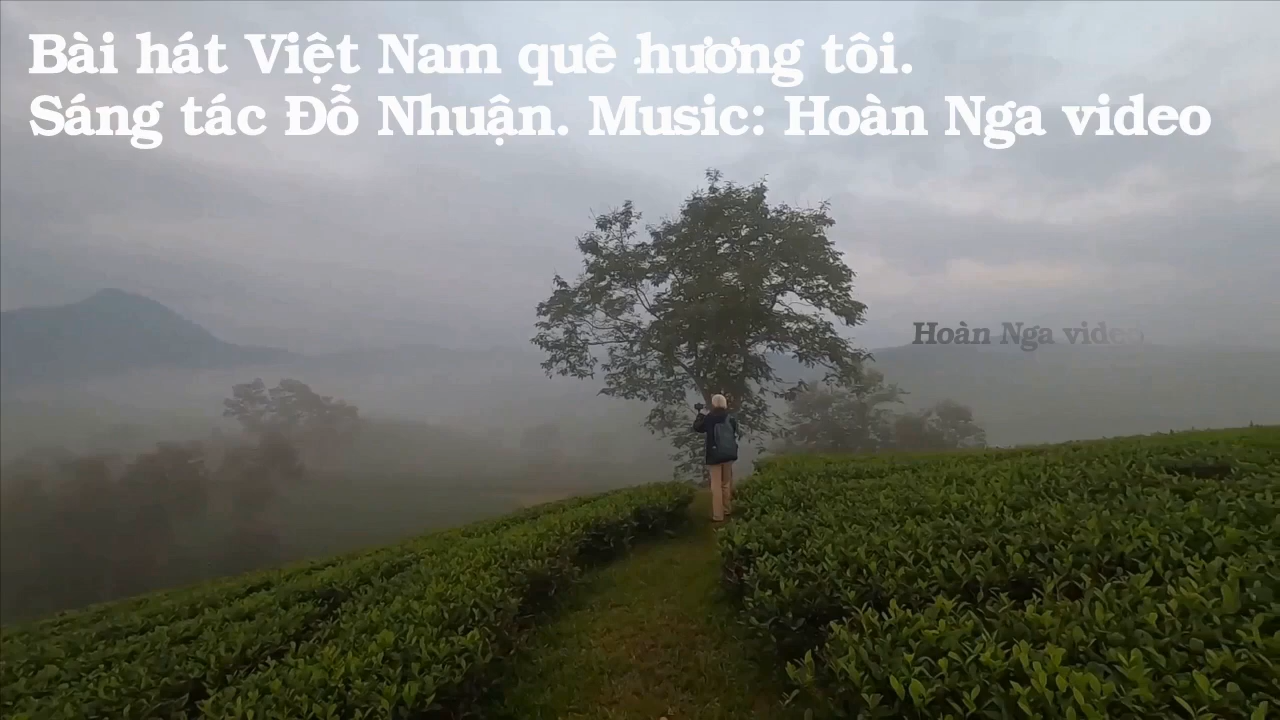 Bài hát Việt Nam quê hương tôi.
Sáng tác Đỗ Nhuận. Music: Hoàn Nga video
Hoàn Nga video